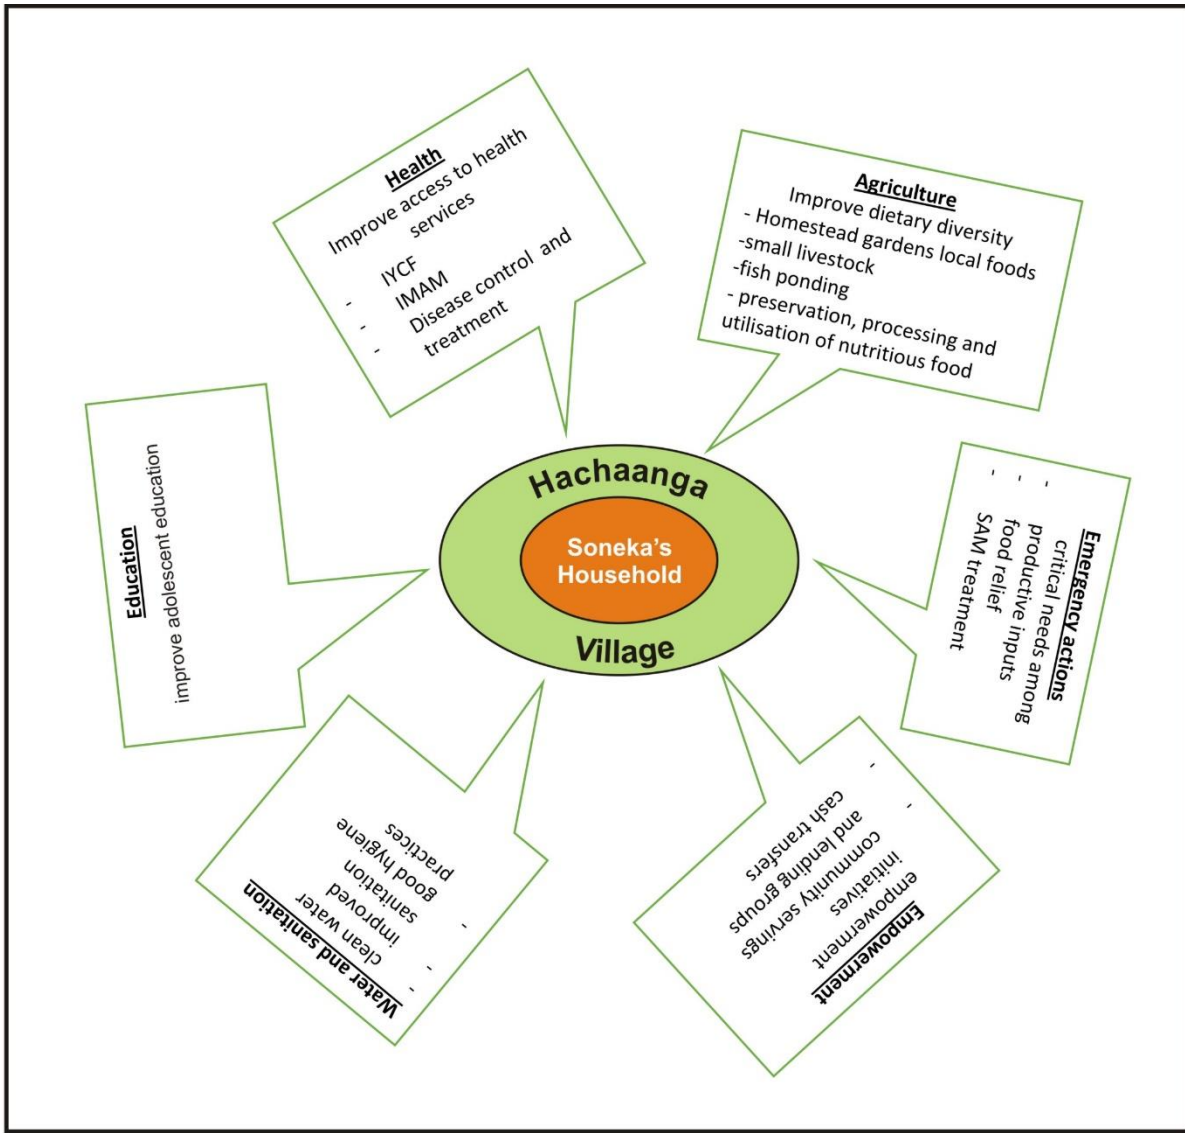 Health
Improve access to health
services
- IYCF
- IMAM
- Disease control and
treatment
Agriculture
Improve dietary diversity
- Homestead gardens local foods
-small livestock
-fish ponding
- preservation, processing and
utilisation of nutritious food
Emergency actions
critical needs among
- productive inputs
- food relief
- SAM treatment
Empowerment
empowerment
initiatives
- community servings
and lending groups
- cash transfers
Water and sanitation
- clean water
- improved
sanitation
- good hygiene
practices
Education
improve adolescent education
Hachaanga
Soneka's
Household
Village